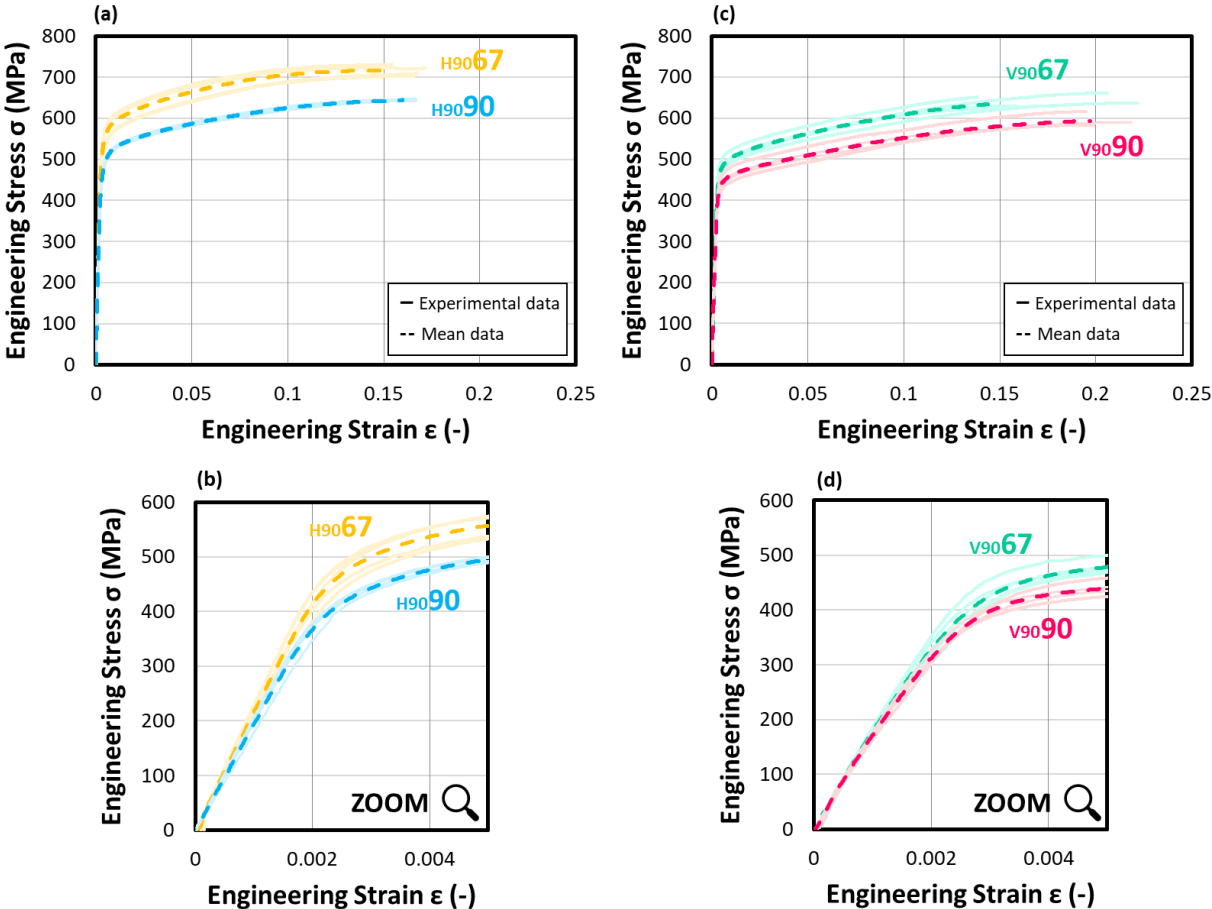 (a)
Engineering Stress σ (MPa)
800
700
600
500
400
300
200
100
0
H9067
H9090
Experimental data
Mean data
0 0.05 0.1 0.15 0.2 0.25
Engineering Strain ε (-)
(c)
Engineering Stress σ (MPa)
800
700
600
500
400
300
200
100
0
V9067
V9090
Experimental data
Mean data
0 0.05 0.1 0.15 0.2 0.25
Engineering Strain ε (-)
(b)
Engineering Stress σ (MPa)
600
500
400
300
200
100
0
H9067
H9090
ZOOM
0 0.002 0.004
Engineering Strain ε (-)
(d)
Engineering Stress σ (MPa)
600
500
400
300
200
100
0
V9067
V9090
ZOOM
0 0.002 0.004
Engineering Strain ε (-)